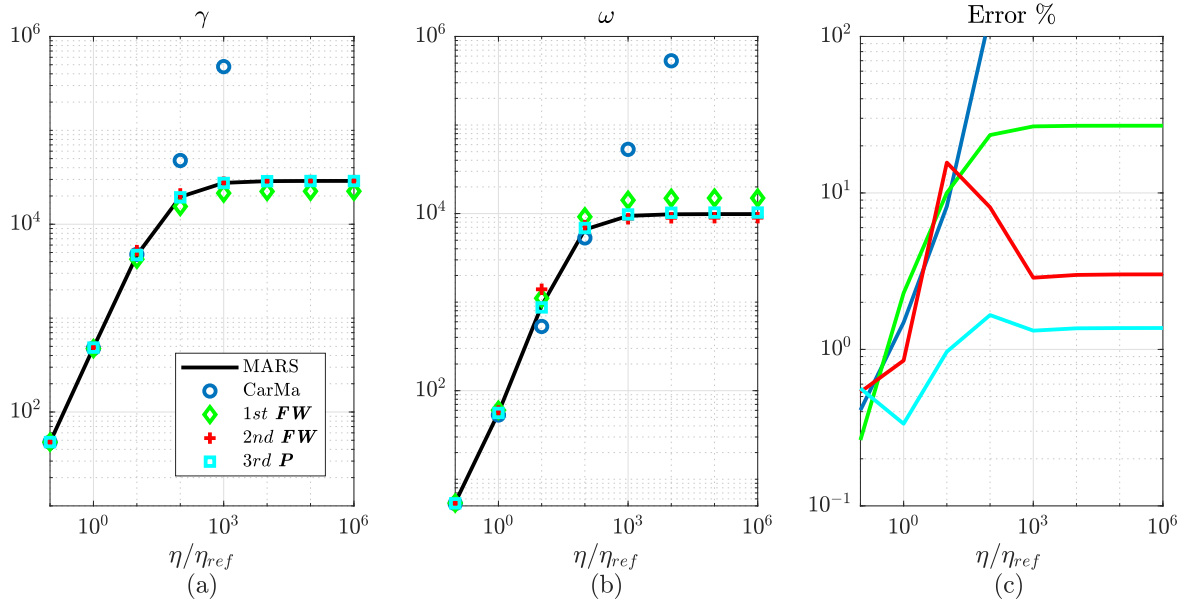 γ
10^6
10^4
10^2
10^0
10^3
10^6
η/η_ref
(a)
MARS
CarMa
1st FW
2nd FW
3rd P
ω
10^6
10^4
10^2
10^0
10^3
10^6
η/η_ref
(b)
Error %
10^2
10^1
10^0
10^-1
10^0
10^3
10^6
η/η_ref
(c)